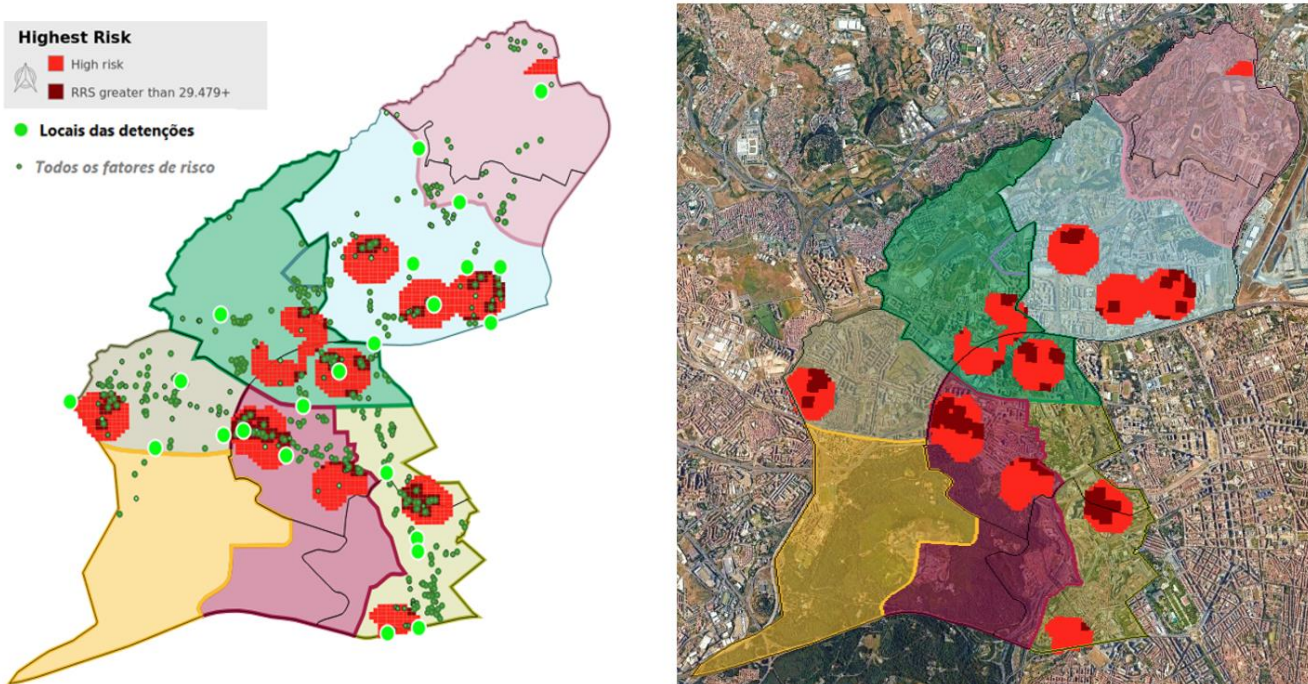 Highest Risk
High risk
RRS greater than 29.479+
Locais das detenções
Todos os fatores de risco